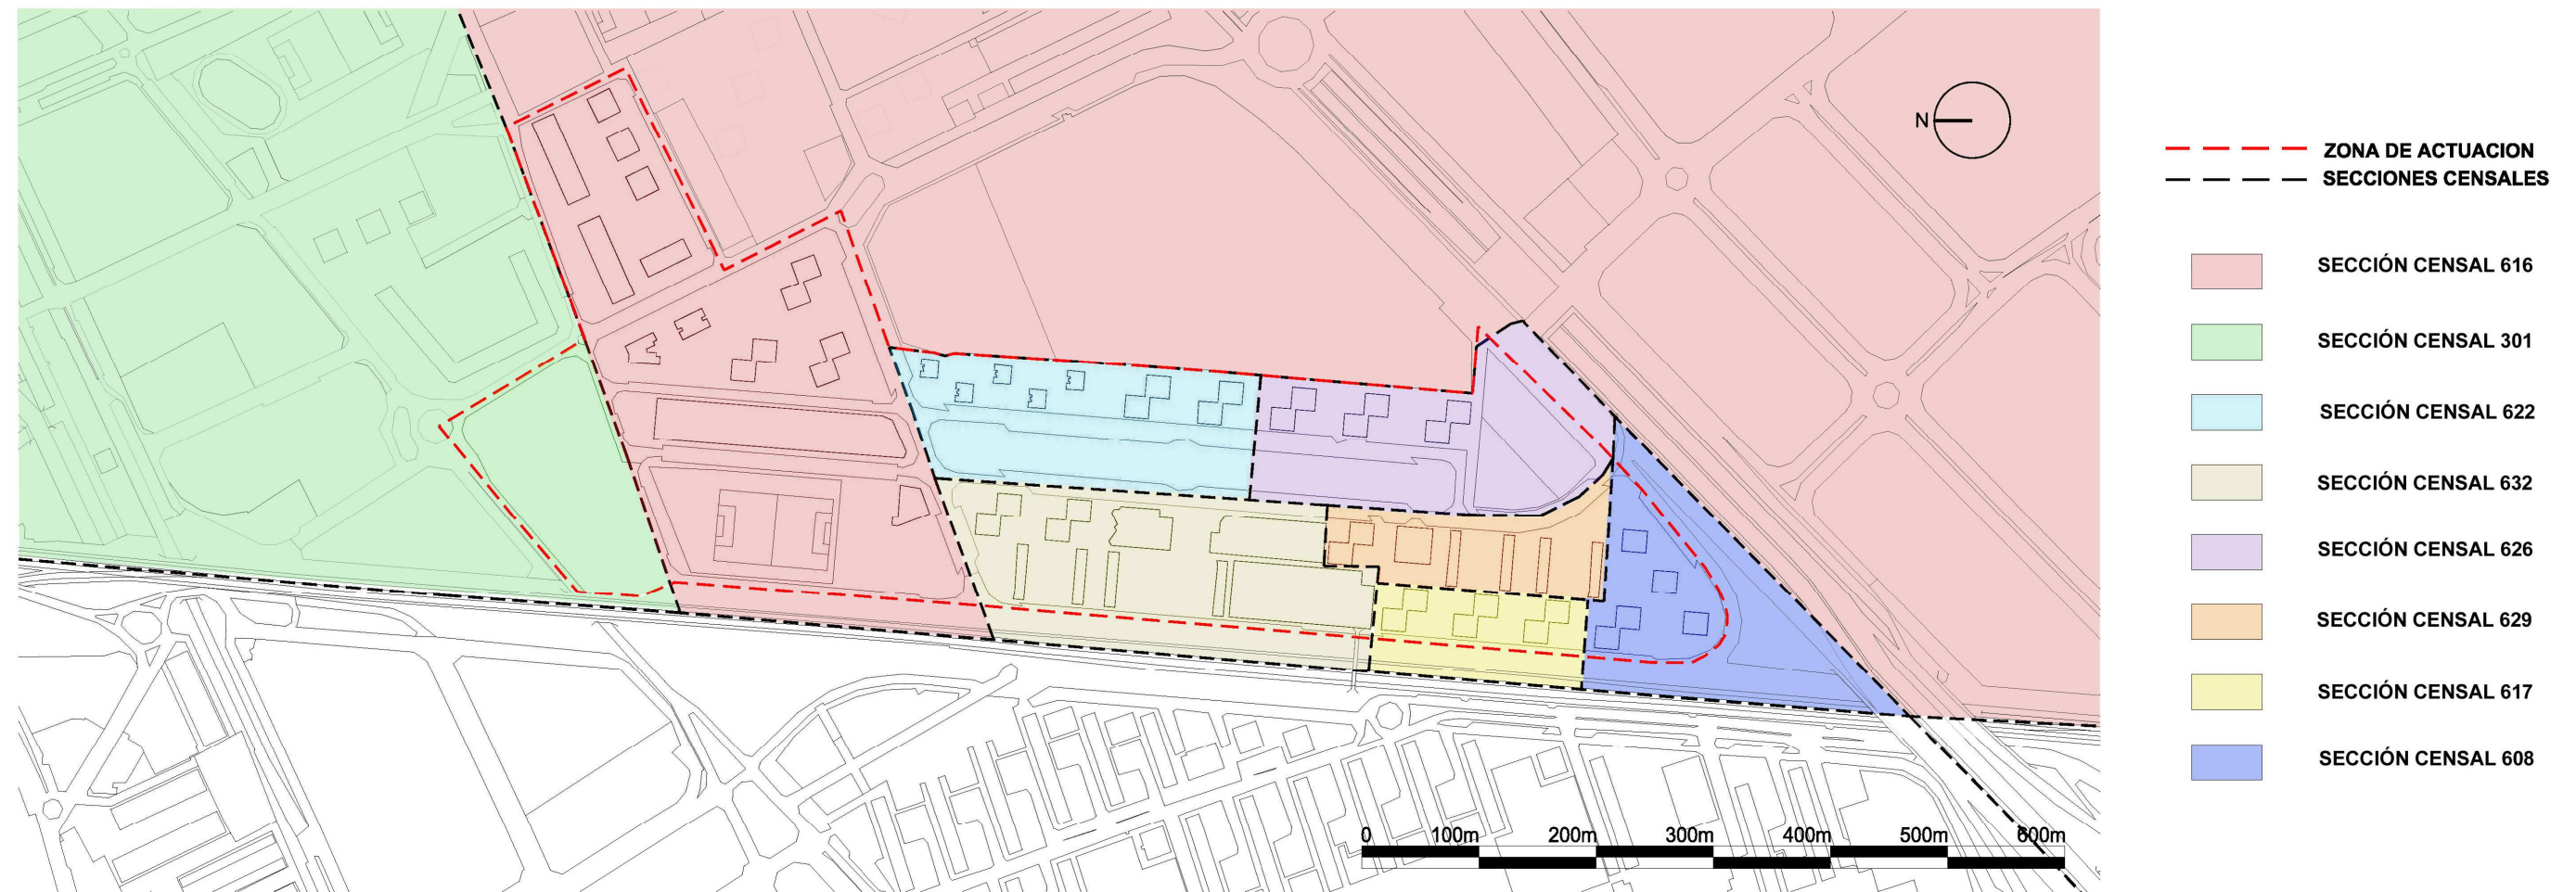 N
ZONA DE ACTUACION
SECCIONES CENSALES
SECCIÓN CENSAL 616
SECCIÓN CENSAL 301
SECCIÓN CENSAL 622
SECCIÓN CENSAL 632
SECCIÓN CENSAL 626
SECCIÓN CENSAL 629
SECCIÓN CENSAL 617
SECCIÓN CENSAL 608
0 100m 200m 300m 400m 500m 600m